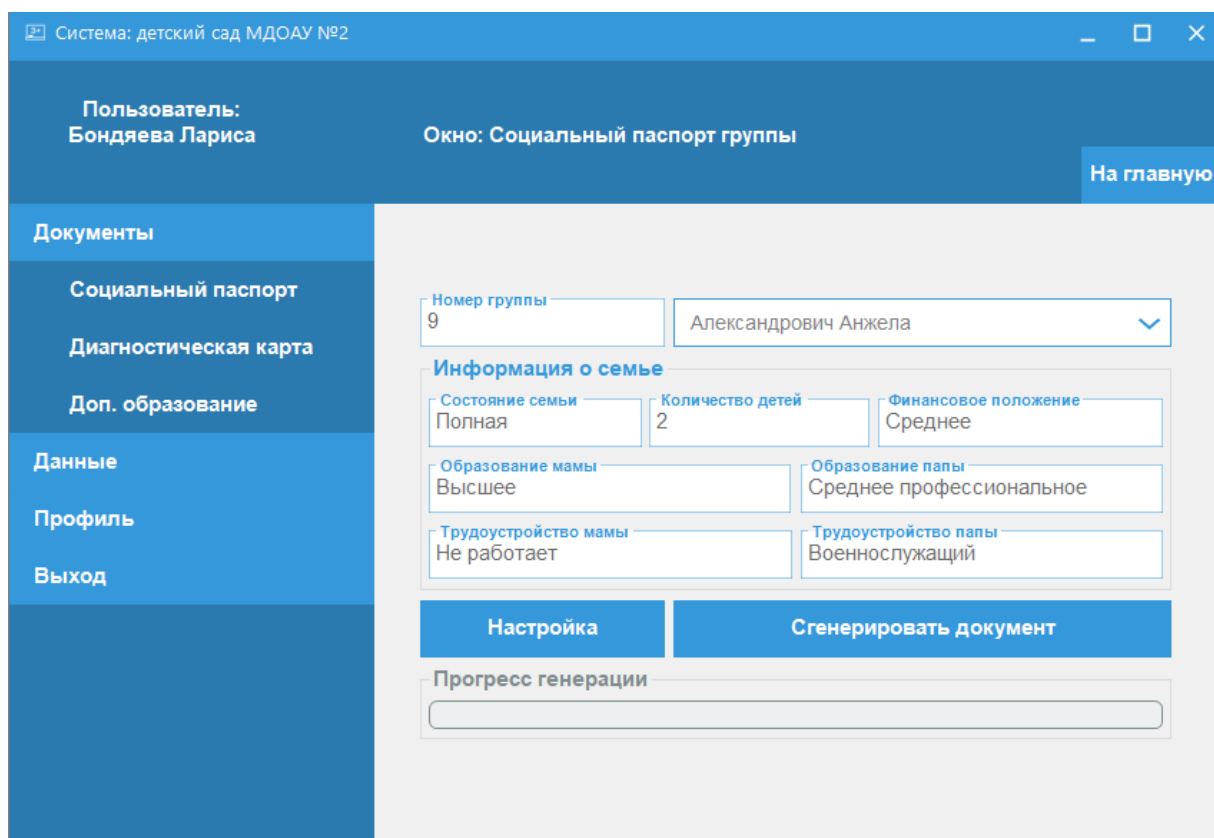 Система: детский сад МДОАУ №2
Пользователь:
Бондяева Лариса
Окно: Социальный паспорт группы
На главную
Документы
Социальный паспорт
Диагностическая карта
Доп. образование
Данные
Профиль
Выход
Номер группы
9
Александрович Анжела
Информация о семье
Состояние семьи
Полная
Количество детей
2
Финансовое положение
Среднее
Образование мамы
Высшее
Образование папы
Среднее профессиональное
Трудоустройство мамы
Не работает
Трудоустройство папы
Военнослужащий
Настройка
Сгенерировать документ
Прогресс генерации